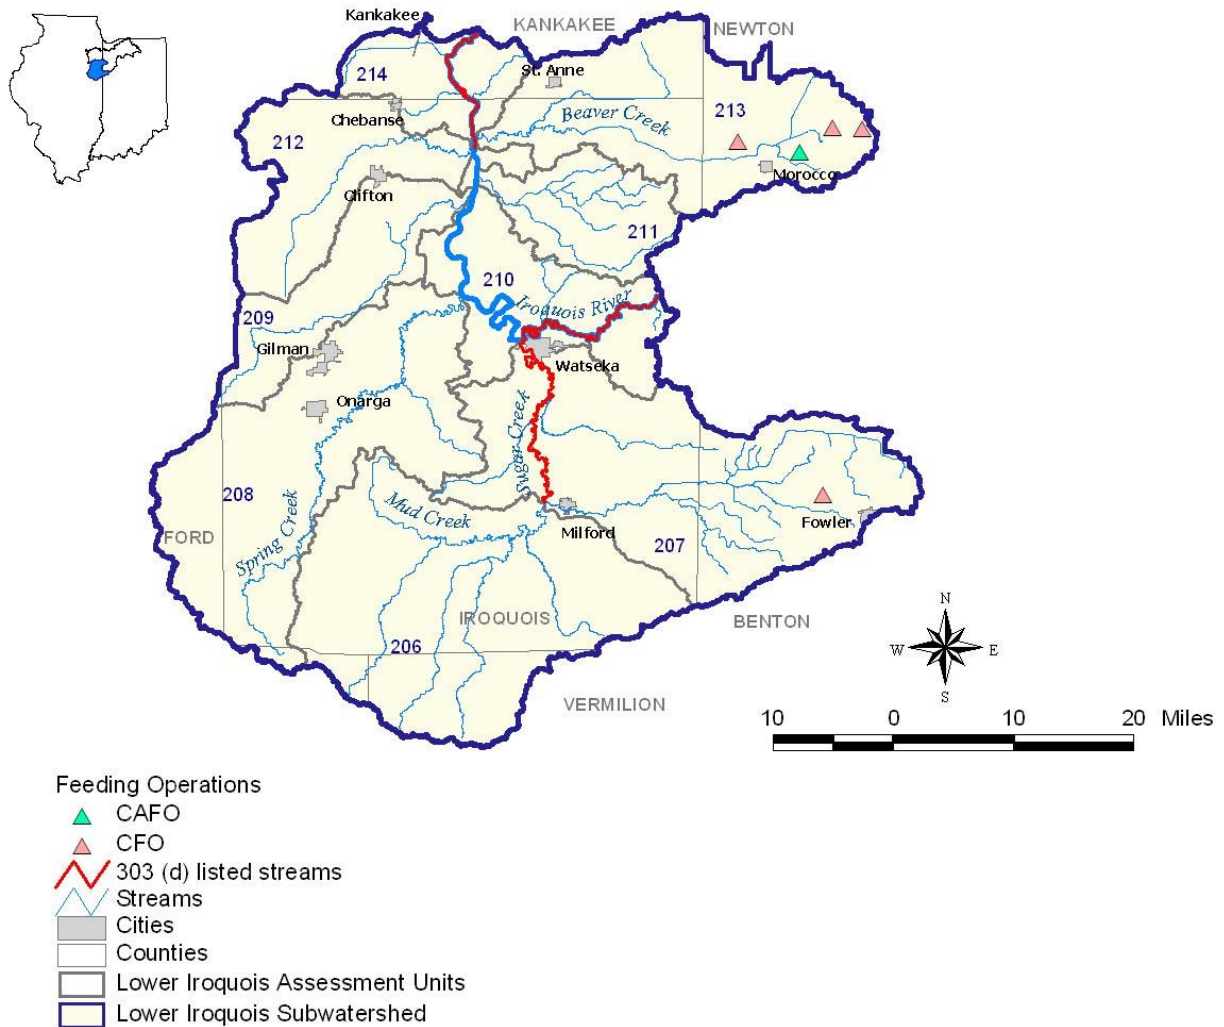 Kankakee
KANKAKEE
NEWTON
214
St. Anne
213
Chebanse
Beaver Creek
212
Morocco
Clifton
211
210
Iroquois River
209
Gilman
Watseka
Onarga
Sugar Creek
208
Mud Creek
Fowler
FORD
Spring Creek
Milford
207
IROQUOIS
BENTON
206
VERMILION
N
W
E
S
10 0 10 20 Miles
Feeding Operations
CAFO
CFO
303 (d) listed streams
Streams
Cities
Counties
Lower Iroquois Assessment Units
Lower Iroquois Subwatershed